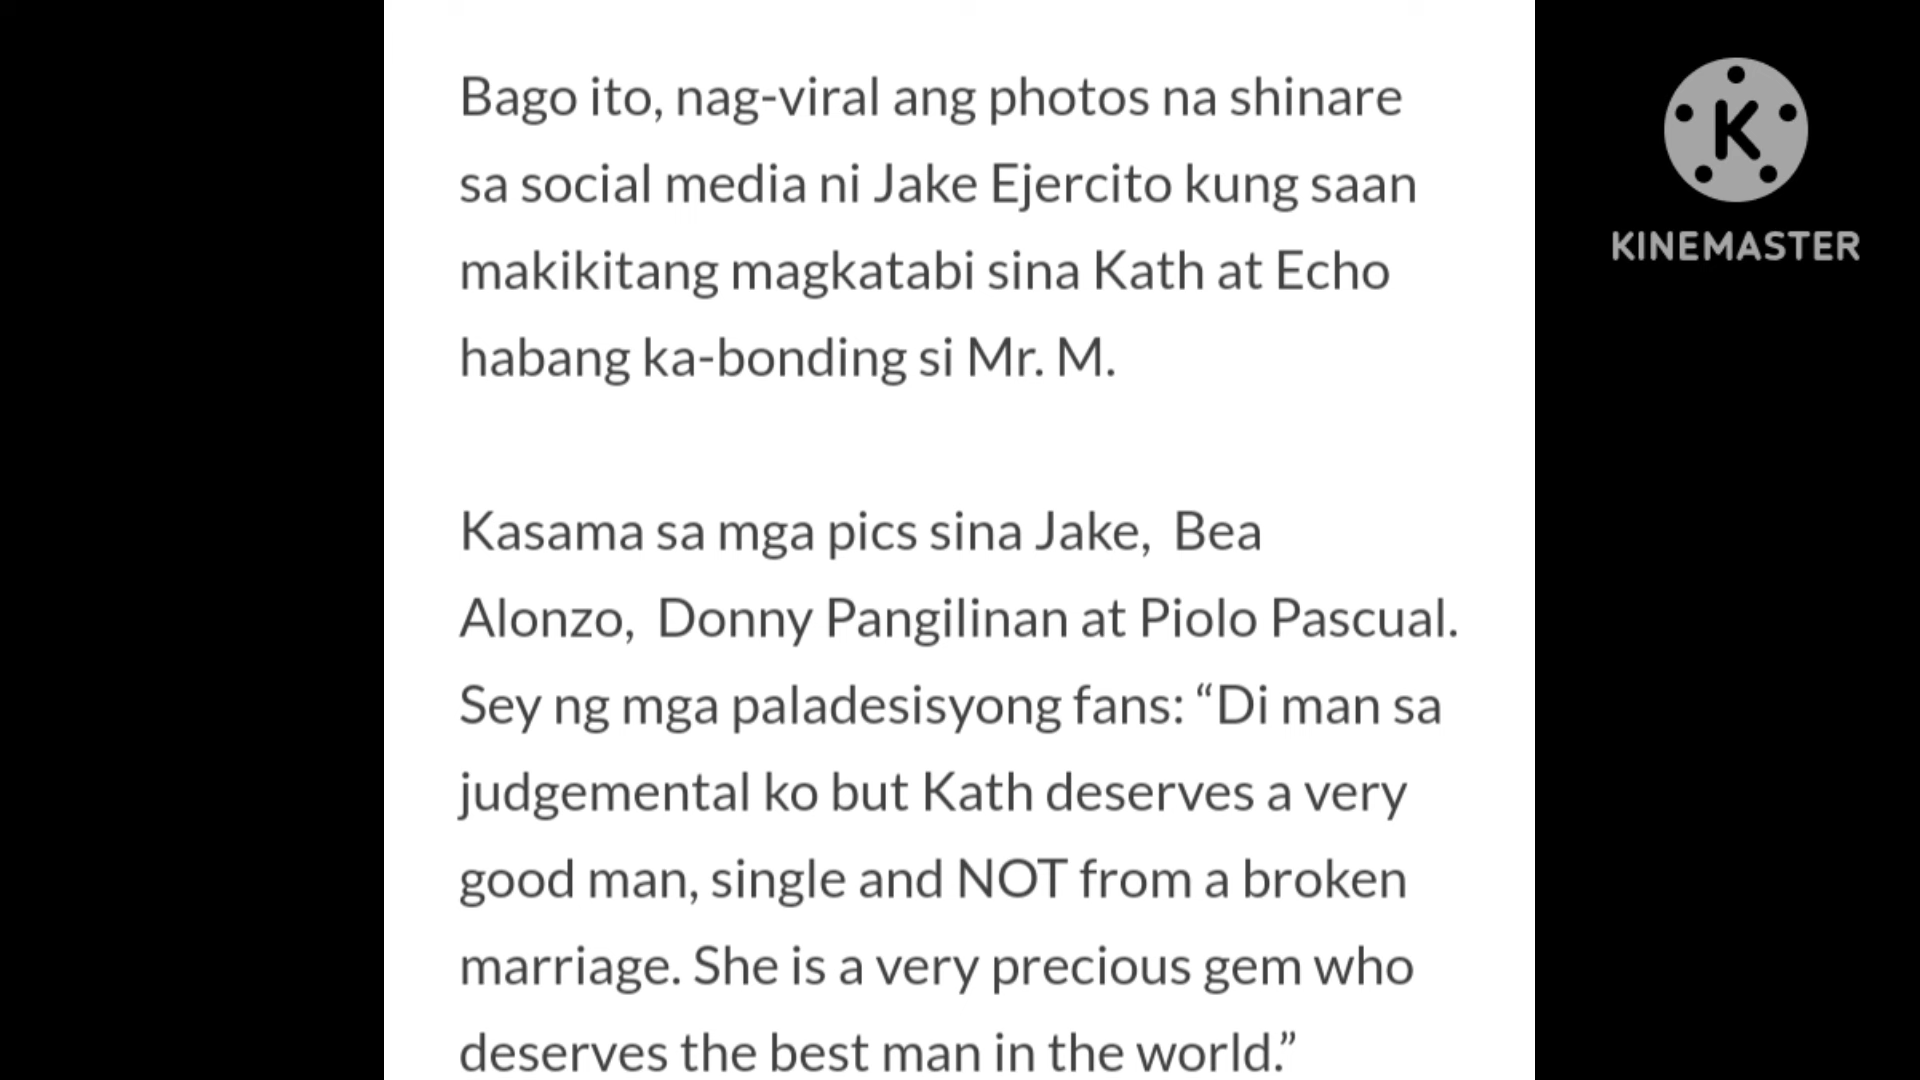 Bago ito, nag-viral ang photos na shinare
sa social media ni Jake Ejercito kung saan
makikitang magkatabi sina Kath at Echo
habang ka-bonding si Mr. M.
Kasama sa mga pics sina Jake,  Bea
Alonzo,  Donny Pangilinan at Piolo Pascual.
Sey ng mga paladesisyong fans: “Di man sa
judgemental ko but Kath deserves a very
good man, single and NOT from a broken
marriage. She is a very precious gem who
deserves the best man in the world.”
K
KINEMASTER